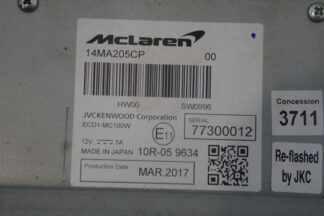 McLaren
14MA205CP 00
HW00 SW0996
JVCKENWOOD Corporation
ECD1-MC100W
12V ⎓ 5A
MADE IN JAPAN
E11
10R-05 9634
SERIAL
77300012
Production Date MAR.2017
Concession
3711
Re-flashed
by JKC